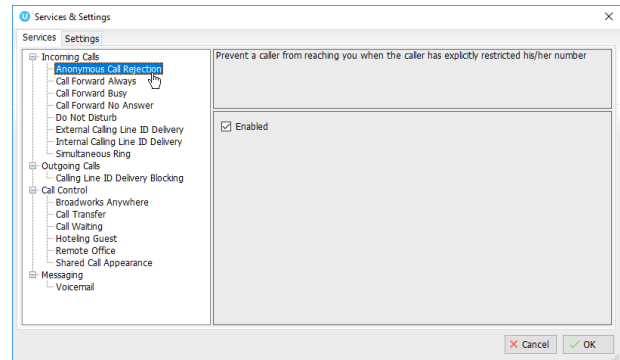 Services & Settings
Services Settings
Incoming Calls
Anonymous Call Rejection
Call Forward Always
Call Forward Busy
Call Forward No Answer
Do Not Disturb
External Calling Line ID Delivery
Internal Calling Line ID Delivery
Simultaneous Ring
Outgoing Calls
Calling Line ID Delivery Blocking
Call Control
Broadworks Anywhere
Call Transfer
Call Waiting
Hoteling Guest
Remote Office
Shared Call Appearance
Messaging
Voicemail
Prevent a caller from reaching you when the caller has explicitly restricted his/her number
Enabled
Cancel OK